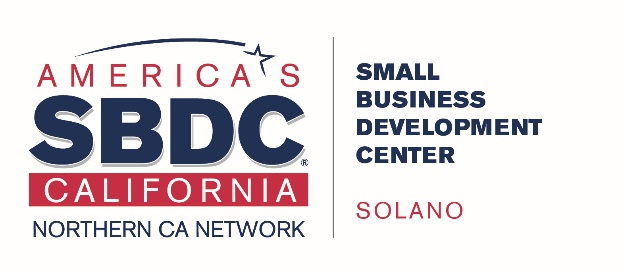 AMERICA'S
SBDC®
CALIFORNIA
NORTHERN CA NETWORK
SMALL
BUSINESS
DEVELOPMENT
CENTER
SOLANO